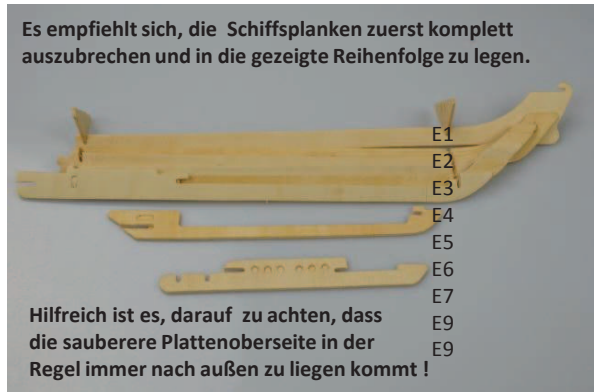 Es empfiehlt sich, die Schiffsplanken zuerst komplett
auszubrechen und in die gezeigte Reihenfolge zu legen.
E1
E2
E3
E4
E5
E6
E7
E9
E9
Hilfreich ist es, darauf zu achten, dass
die sauberere Plattenoberseite in der
Regel immer nach außen zu liegen kommt !